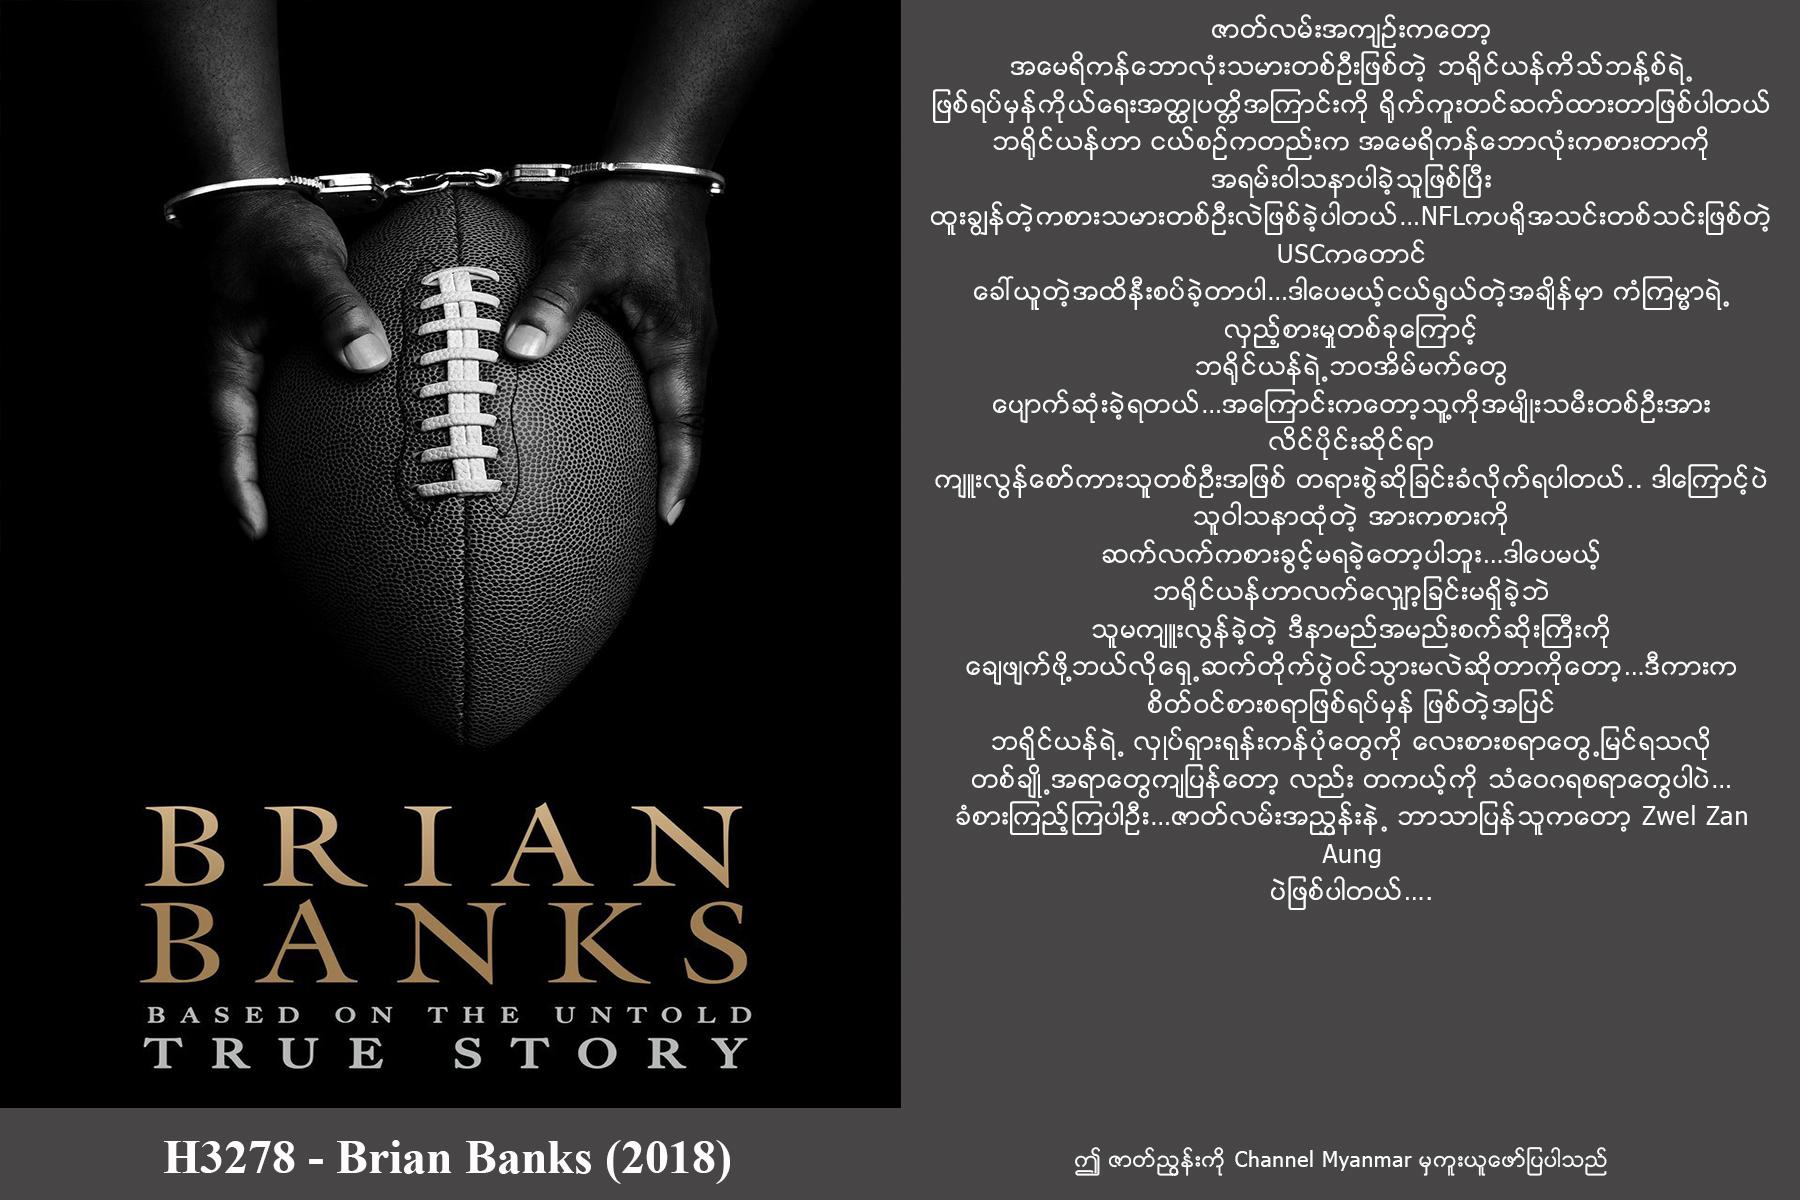 BRIAN
BANKS
BASED ON THE UNTOLD
TRUE STORY
H3278 - Brian Banks (2018)
ဇာတ်လမ်းအကျဉ်းကတော့
အမေရိကန်ဘောလုံးသမားတစ်ဦးဖြစ်တဲ့ ဘရိုင်ယန်ကိသ်ဘန့်စ်ရဲ့
ဖြစ်ရပ်မှန်ကိုယ်ရေးအတ္ထုပတ္တိအကြာင်းကို ရိုက်ကူးတင်ဆက်ထားတာဖြစ်ပါတယ်
ဘရိုင်ယန်ဟာ ငယ်စဉ်ကတည်းက အမေရိကန်ဘောလုံးကစားတာကို
အရမ်းဝါသနာပါခဲ့သူဖြစ်ပြီး
ထူးချွန်တဲ့ကစားသမားတစ်ဦးလဲဖြစ်ခဲ့ပါတယ်...NFLကပရိုအသင်းတစ်သင်းဖြစ်တဲ့
USCကတောင်
ခေါ်ယူတဲ့အထိနီးစပ်ခဲ့တာပါ...ဒါပေမယ့်ငယ်ရွယ်တဲ့အချိန်မှာ ကံကြမ္မာရဲ့
လှည့်စားမှုတစ်ခုကြောင့်
ဘရိုင်ယန်ရဲ့ဘဝအိမ်မက်တွေ
ပျောက်ဆုံးခဲ့ရတယ်...အကြောင်းကတော့သူ့ကိုအမျိုးသမီးတစ်ဦးအား
လိင်ပိုင်းဆိုင်ရာ
ကျူးလွန်စော်ကားသူတစ်ဦးအဖြစ် တရားစွဲဆိုခြင်းခံလိုက်ရပါတယ်.. ဒါကြောင့်ပဲ
သူဝါသနာထုံတဲ့ အားကစားကို
ဆက်လက်ကစားခွင့်မရခဲ့တော့ပါဘူး...ဒါပေမယ့်
ဘရိုင်ယန်ဟာလက်လျှော့ခြင်းမရှိခဲ့ဘဲ
သူမကျူးလွန်ခဲ့တဲ့ ဒီနာမည်အမည်းစက်ဆိုးကြီးကို
ချေဖျက်ဖို့ဘယ်လိုရှေ့ဆက်တိုက်ပွဲဝင်သွားမလဲဆိုတာကိုတော့...ဒီကားက
စိတ်ဝင်စားစရာဖြစ်ရပ်မှန် ဖြစ်တဲ့အပြင်
ဘရိုင်ယန်ရဲ့ လှုပ်ရှားရုန်းကန်ပုံတွေကို လေးစားစရာတွေ့မြင်ရသလို
တစ်ချို့အရာတွေကျပြန်တော့ လည်း တကယ့်ကို သံဝေဂရစရာတွေပါပဲ...
ခံစားကြည့်ကြပါဦး...ဇာတ်လမ်းအညွှန်းနဲ့ ဘာသာပြန်သူကတော့ Zwel Zan
Aung
ပဲဖြစ်ပါတယ်....
ဤ ဇာတ်ညွှန်းကို Channel Myanmar မှကူးယူဖော်ပြပါသည်